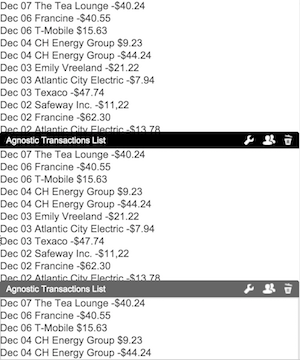 Dec 07 The Tea Lounge -$40.24
Dec 06 Francine -$40.55
Dec 06 T-Mobile $15.63
Dec 04 CH Energy Group $9.23
Dec 04 CH Energy Group -$44.24
Dec 03 Emily Vreeland -$21.22
Dec 03 Atlantic City Electric -$7.94
Dec 03 Texaco -$47.74
Dec 02 Safeway Inc. -$11,22
Dec 02 Francine -$62.30
Dec 02 Atlantic City Electric -$13.78
Agnostic Transactions List
Dec 07 The Tea Lounge -$40.24
Dec 06 Francine -$40.55
Dec 06 T-Mobile $15.63
Dec 04 CH Energy Group $9.23
Dec 04 CH Energy Group -$44.24
Dec 03 Emily Vreeland -$21.22
Dec 03 Atlantic City Electric -$7.94
Dec 03 Texaco -$47.74
Dec 02 Safeway Inc. -$11,22
Dec 02 Francine -$62.30
Dec 02 Atlantic City Electric -$13.78
Agnostic Transactions List
Dec 07 The Tea Lounge -$40.24
Dec 06 Francine -$40.55
Dec 06 T-Mobile $15.63
Dec 04 CH Energy Group $9.23
Dec 04 CH Energy Group -$44.24